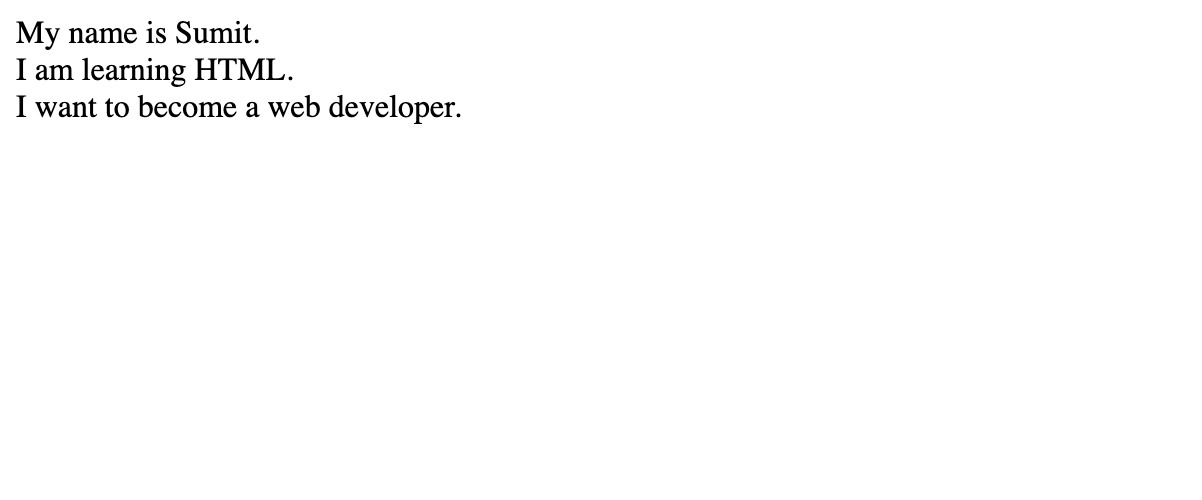 My name is Sumit.
I am learning HTML.
I want to become a web developer.